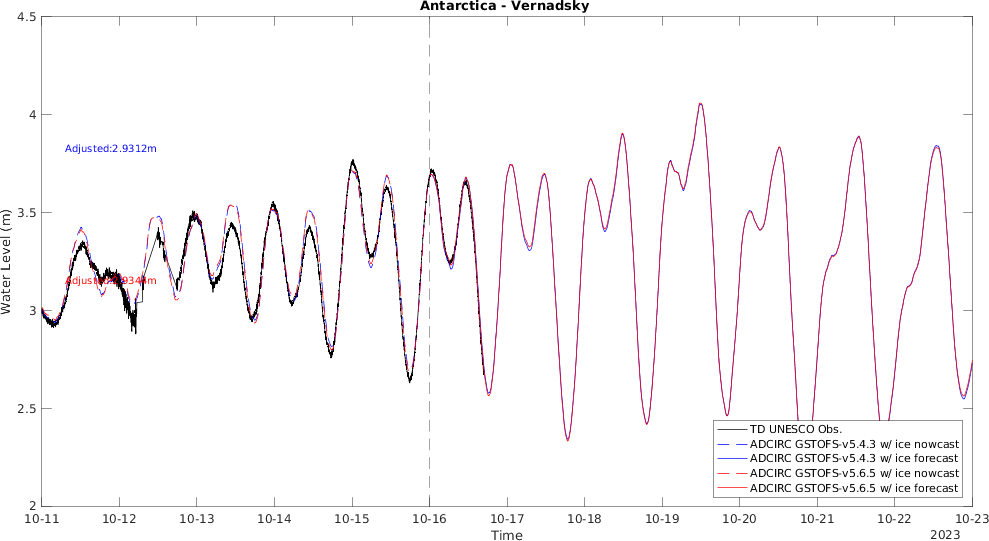 Antarctica - Vernadsky
4.5
4
3.5
3
2.5
2
Water Level (m)
Adjusted:2.9312m
10-11
10-12
10-13
10-14
10-15
10-16
10-17
10-18
10-19
10-20
10-21
10-22
10-23
Time
2023
TD UNESCO Obs.
ADCIRC GSTOFS-v5.4.3 w/ ice nowcast
ADCIRC GSTOFS-v5.4.3 w/ ice forecast
ADCIRC GSTOFS-v5.6.5 w/ ice nowcast
ADCIRC GSTOFS-v5.6.5 w/ ice forecast